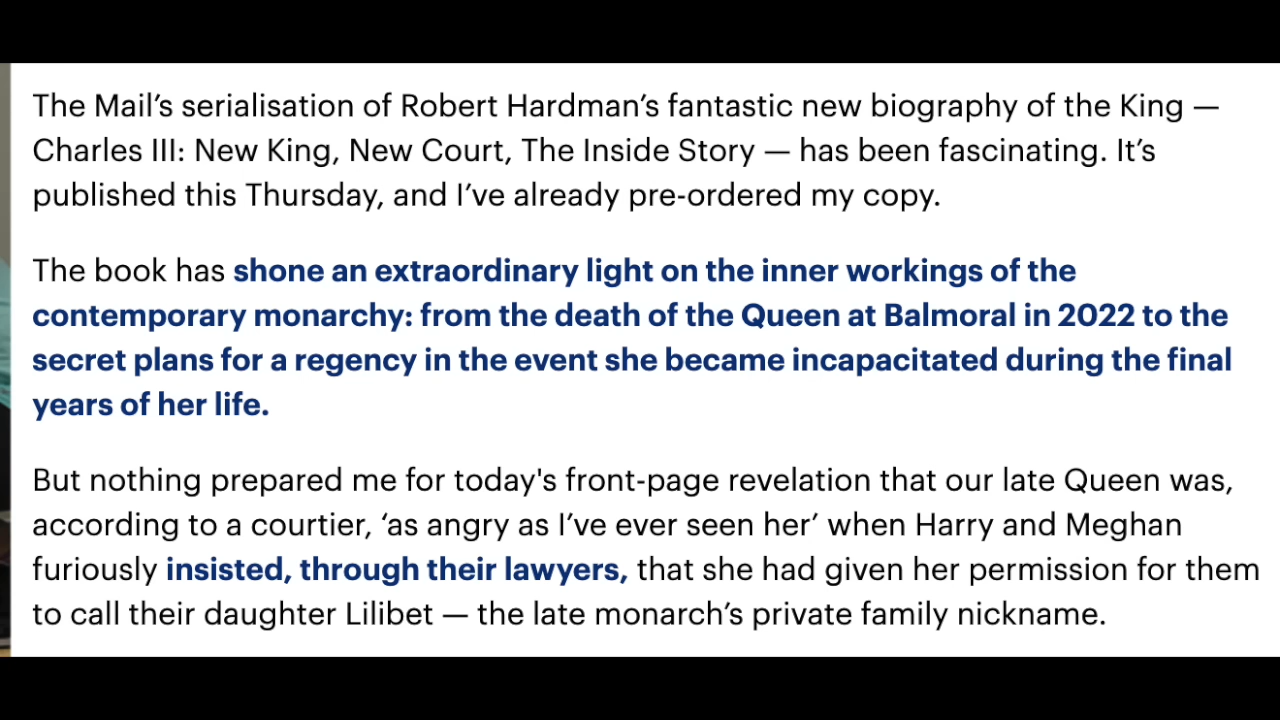 The Mail’s serialisation of Robert Hardman’s fantastic new biography of the King —
Charles III: New King, New Court, The Inside Story — has been fascinating. It’s
published this Thursday, and I’ve already pre-ordered my copy.
The book has shone an extraordinary light on the inner workings of the
contemporary monarchy: from the death of the Queen at Balmoral in 2022 to the
secret plans for a regency in the event she became incapacitated during the final
years of her life.
But nothing prepared me for today's front-page revelation that our late Queen was,
according to a courtier, ‘as angry as I’ve ever seen her’ when Harry and Meghan
furiously insisted, through their lawyers, that she had given her permission for them
to call their daughter Lilibet — the late monarch’s private family nickname.